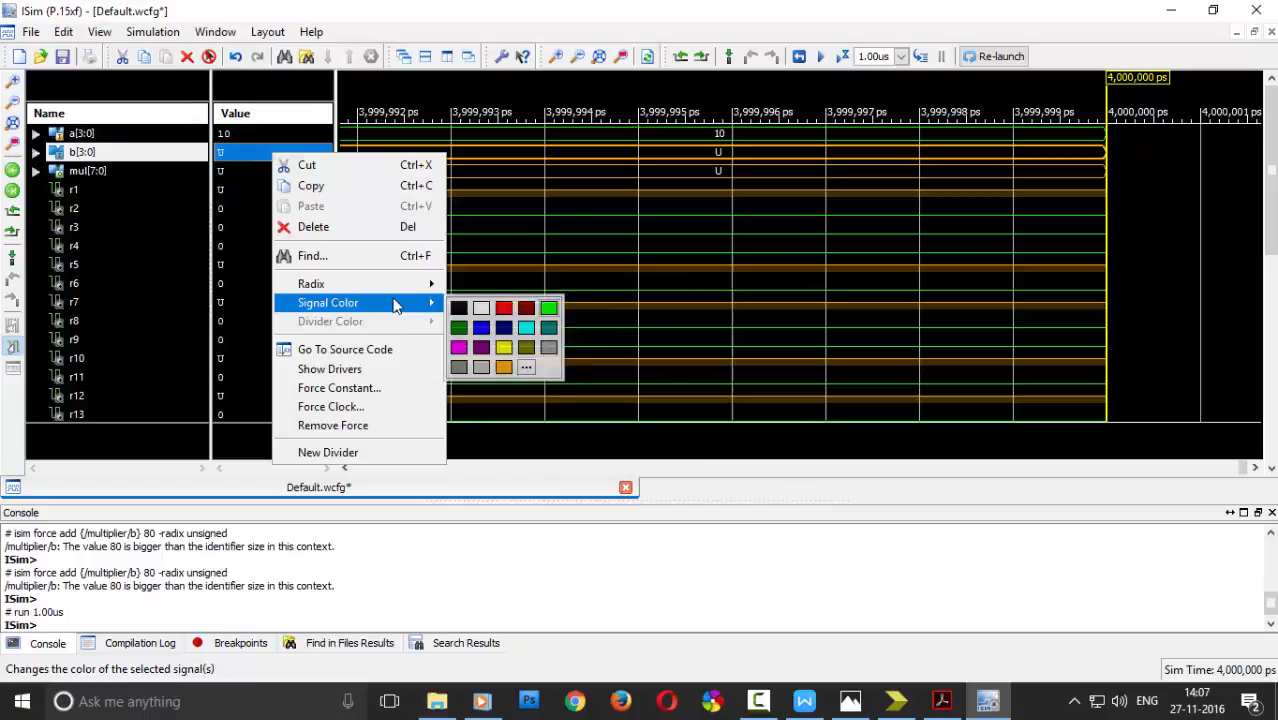 ISim (P.15xf) - [Default.wcfg*]
File Edit View Simulation Window Layout Help
1.00us Re-launch
4,000,000 ps
Name Value 3,999,992 ps 3,999,993 ps 3,999,994 ps 3,999,995 ps 3,999,996 ps 3,999,997 ps 3,999,998 ps 3,999,999 ps 4,000,000 ps 4,000,001 ps
a[3:0] 10 10
b[3:0] U U
mul[7:0] U U
r1 U
r2 0
r3 0
r4 0
r5 U
r6 0
r7 U
r8 0
r9 0
r10 U
r11 0
r12 U
r13 0
Cut Ctrl+X
Copy Ctrl+C
Paste Ctrl+V
Delete Del
Find... Ctrl+F
Radix
Signal Color
Divider Color
Go To Source Code
Show Drivers
Force Constant...
Force Clock...
Remove Force
New Divider
...
Default.wcfg*
Console
# isim force add {/multiplier/b} 80 -radix unsigned
/multiplier/b: The value 80 is bigger than the identifier size in this context.
ISim>
# isim force add {/multiplier/b} 80 -radix unsigned
/multiplier/b: The value 80 is bigger than the identifier size in this context.
ISim>
# run 1.00us
ISim>
Console Compilation Log Breakpoints Find in Files Results Search Results
Changes the color of the selected signal(s) Sim Time: 4,000,000 ps
Ask me anything ENG 14:07
27-11-2016